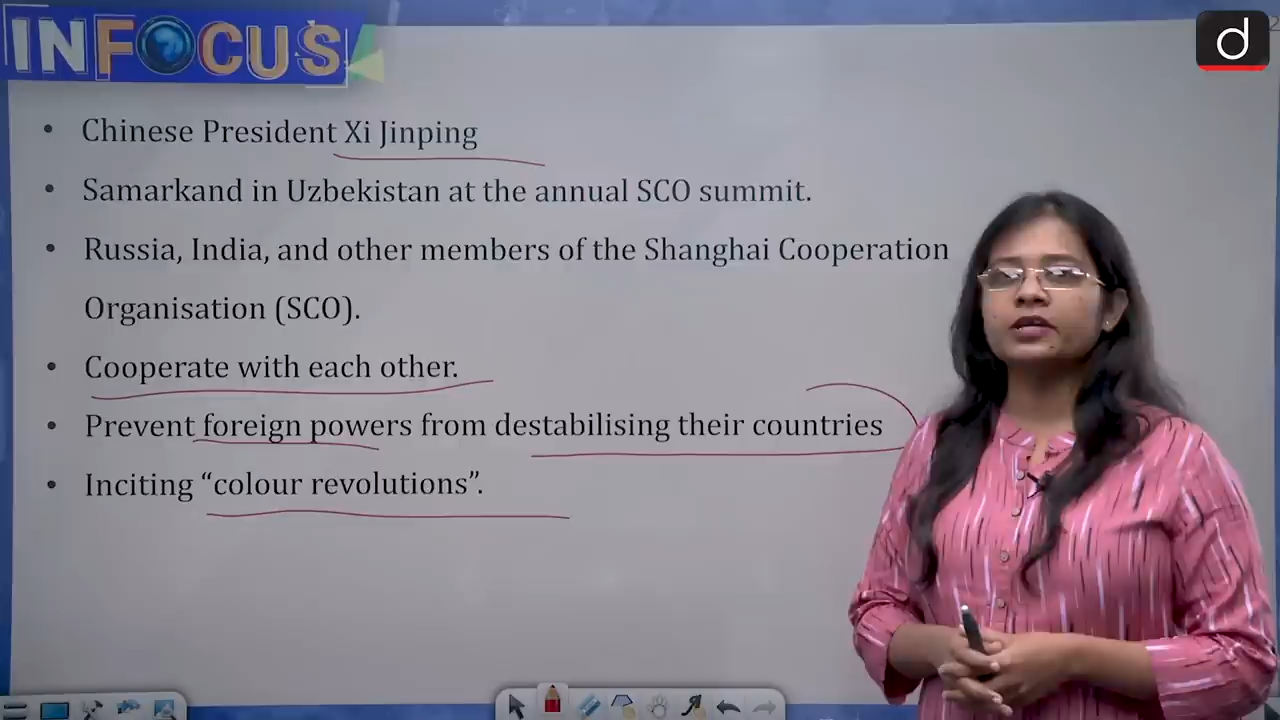 INFOCUS
d
• Chinese President Xi Jinping
• Samarkand in Uzbekistan at the annual SCO summit.
• Russia, India, and other members of the Shanghai Cooperation
Organisation (SCO).
• Cooperate with each other.
• Prevent foreign powers from destabilising their countries
• Inciting “colour revolutions”.